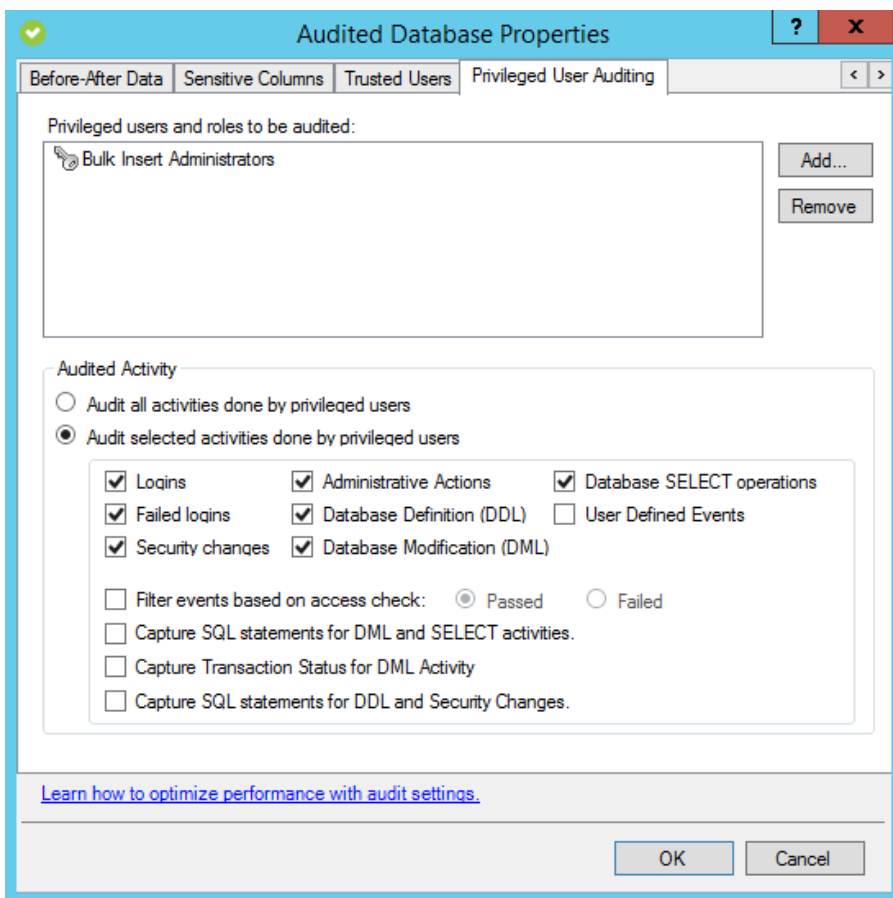 Audited Database Properties
? x
Before-After Data Sensitive Columns Trusted Users Privileged User Auditing < >
Privileged users and roles to be audited:
Bulk Insert Administrators
Add...
Remove
Audited Activity
Audit all activities done by privileged users
Audit selected activities done by privileged users
Logins Administrative Actions Database SELECT operations
Failed logins Database Definition (DDL) User Defined Events
Security changes Database Modification (DML)
Filter events based on access check: Passed Failed
Capture SQL statements for DML and SELECT activities.
Capture Transaction Status for DML Activity
Capture SQL statements for DDL and Security Changes.
Learn how to optimize performance with audit settings.
OK Cancel